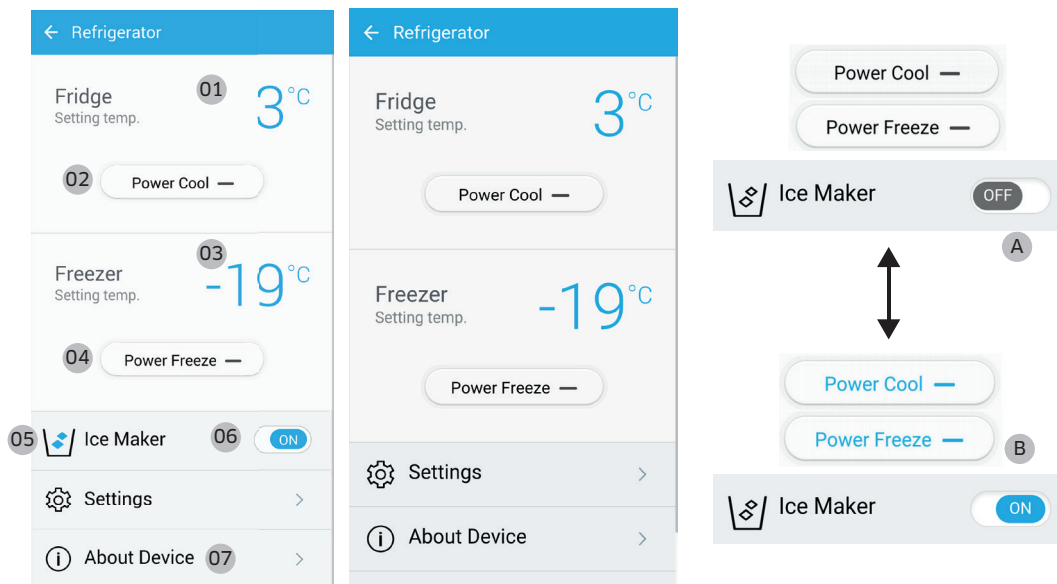 Refrigerator
Fridge 01 3°C
Setting temp.
02 Power Cool
Freezer 03 -19°C
Setting temp.
04 Power Freeze
05 Ice Maker 06 ON
Settings
About Device 07
Refrigerator
Fridge 3°C
Setting temp.
Power Cool
Freezer -19°C
Setting temp.
Power Freeze
Settings
About Device
Power Cool
Power Freeze
Ice Maker OFF
A
Power Cool
Power Freeze
B
Ice Maker ON